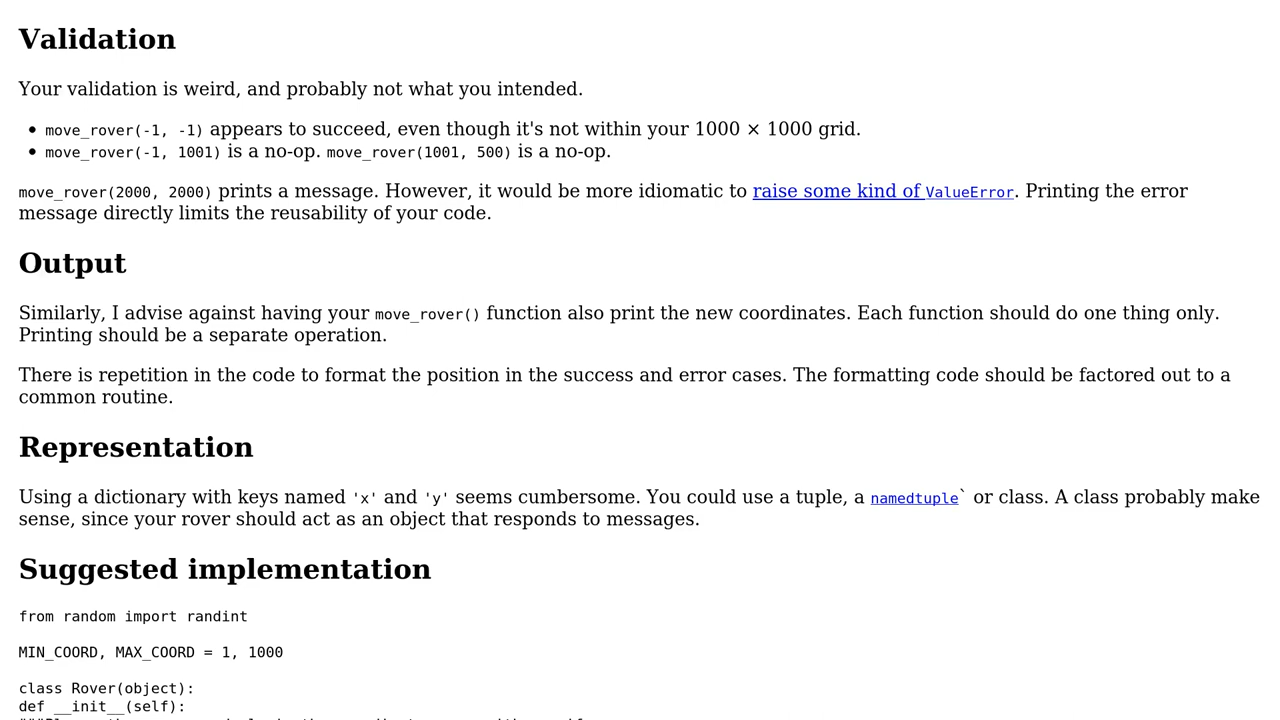 Validation
Your validation is weird, and probably not what you intended.
move_rover(-1, -1) appears to succeed, even though it's not within your 1000 × 1000 grid.
move_rover(-1, 1001) is a no-op. move_rover(1001, 500) is a no-op.
move_rover(2000, 2000) prints a message. However, it would be more idiomatic to raise some kind of ValueError. Printing the error
message directly limits the reusability of your code.
Output
Similarly, I advise against having your move_rover() function also print the new coordinates. Each function should do one thing only.
Printing should be a separate operation.
There is repetition in the code to format the position in the success and error cases. The formatting code should be factored out to a
common routine.
Representation
Using a dictionary with keys named 'x' and 'y' seems cumbersome. You could use a tuple, a namedtuple` or class. A class probably make
sense, since your rover should act as an object that responds to messages.
Suggested implementation
from random import randint
MIN_COORD, MAX_COORD = 1, 1000
class Rover(object):
def __init__(self):